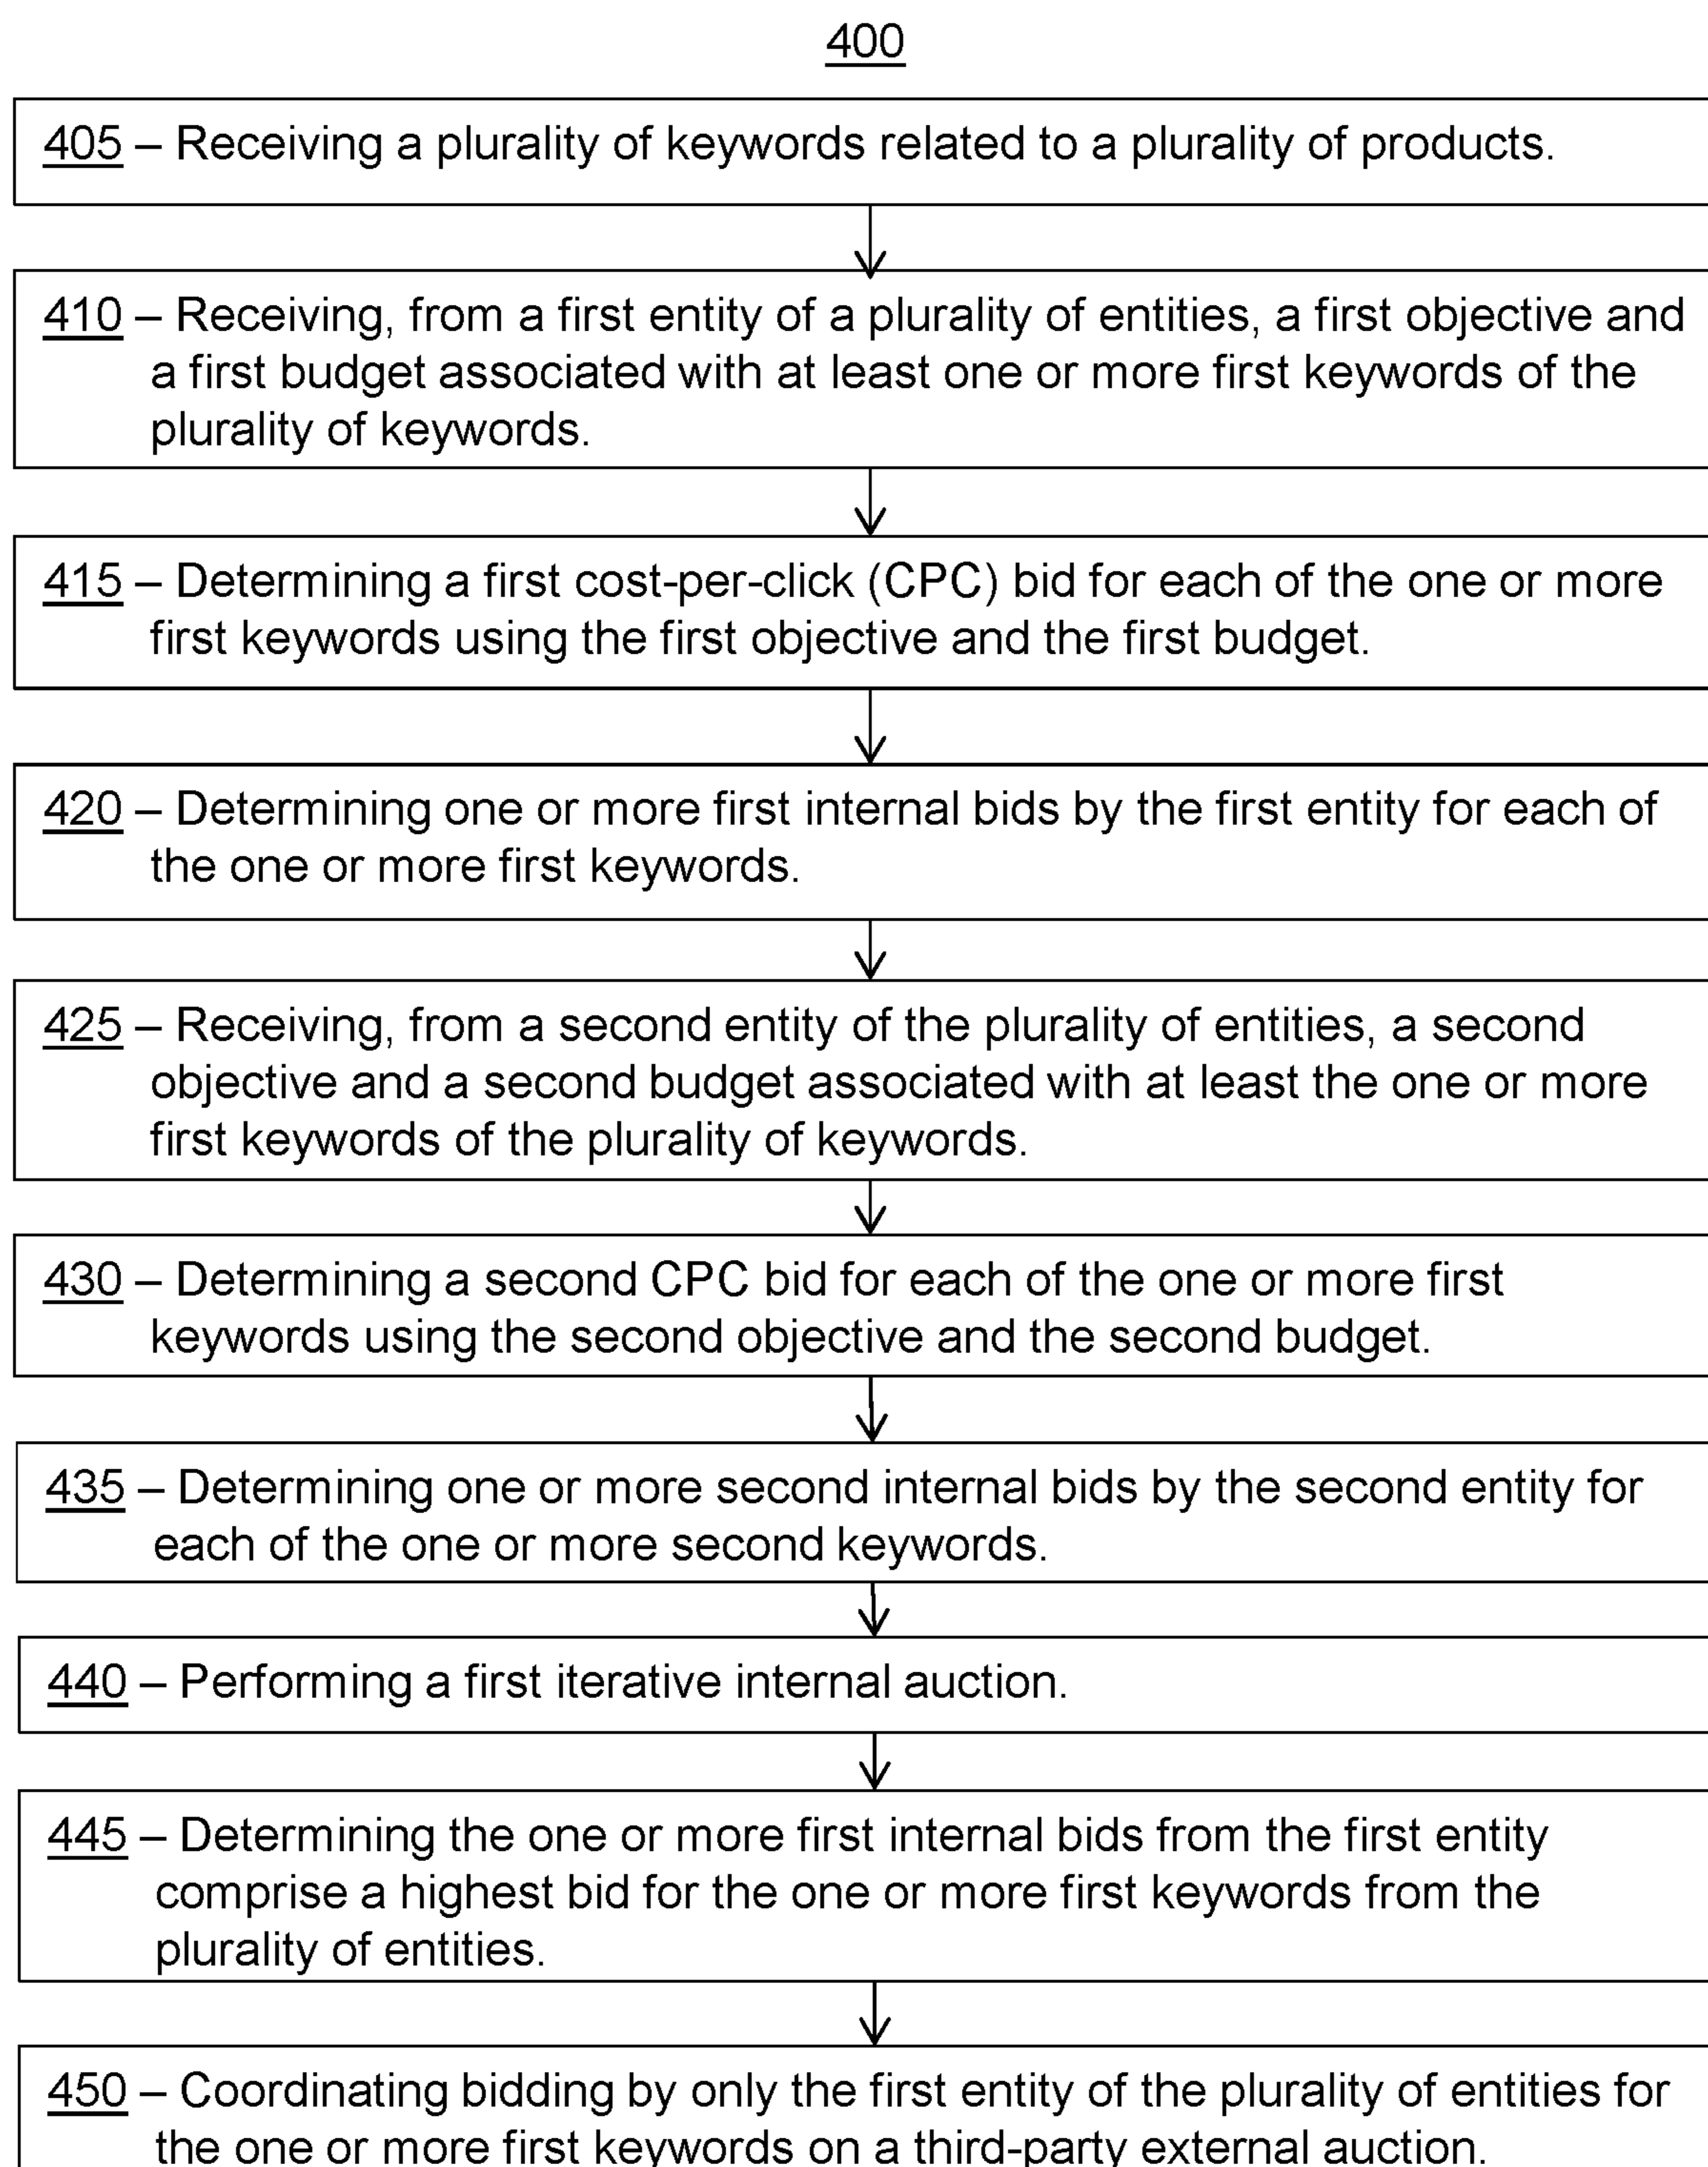 400
405 – Receiving a plurality of keywords related to a plurality of products.
410 – Receiving, from a first entity of a plurality of entities, a first objective and
a first budget associated with at least one or more first keywords of the
plurality of keywords.
415 – Determining a first cost-per-click (CPC) bid for each of the one or more
first keywords using the first objective and the first budget.
420 – Determining one or more first internal bids by the first entity for each of
the one or more first keywords.
425 – Receiving, from a second entity of the plurality of entities, a second
objective and a second budget associated with at least the one or more
first keywords of the plurality of keywords.
430 – Determining a second CPC bid for each of the one or more first
keywords using the second objective and the second budget.
435 – Determining one or more second internal bids by the second entity for
each of the one or more second keywords.
440 – Performing a first iterative internal auction.
445 – Determining the one or more first internal bids from the first entity
comprise a highest bid for the one or more first keywords from the
plurality of entities.
450 – Coordinating bidding by only the first entity of the plurality of entities for
the one or more first keywords on a third-party external auction.